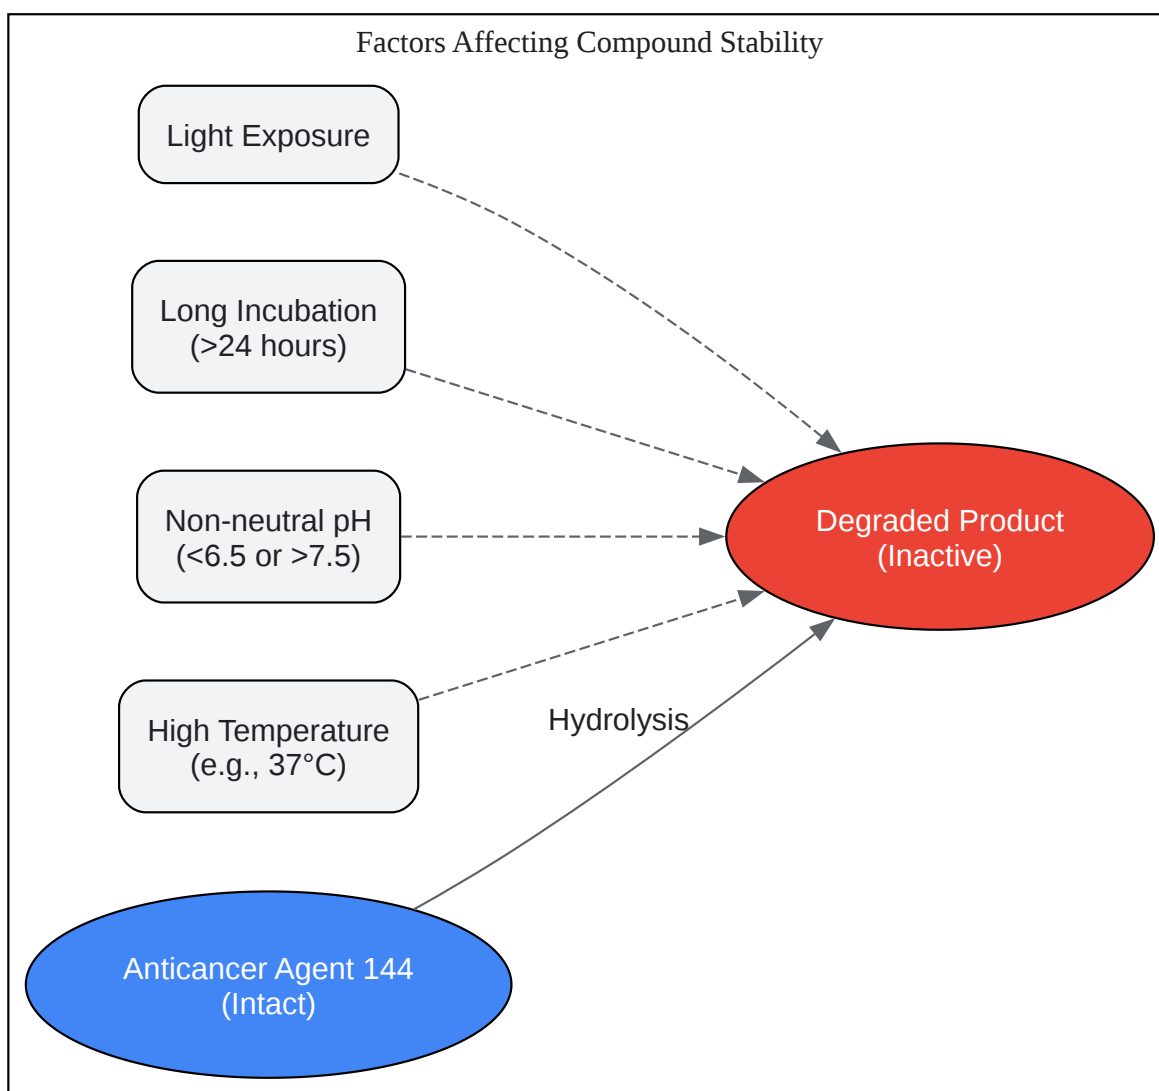 Factors Affecting Compound Stability
Light Exposure
Long Incubation
(>24 hours)
Non-neutral pH
(<6.5 or >7.5)
Degraded Product
(Inactive)
High Temperature
(e.g., 37°C)
Hydrolysis
Anticancer Agent 144
(Intact)